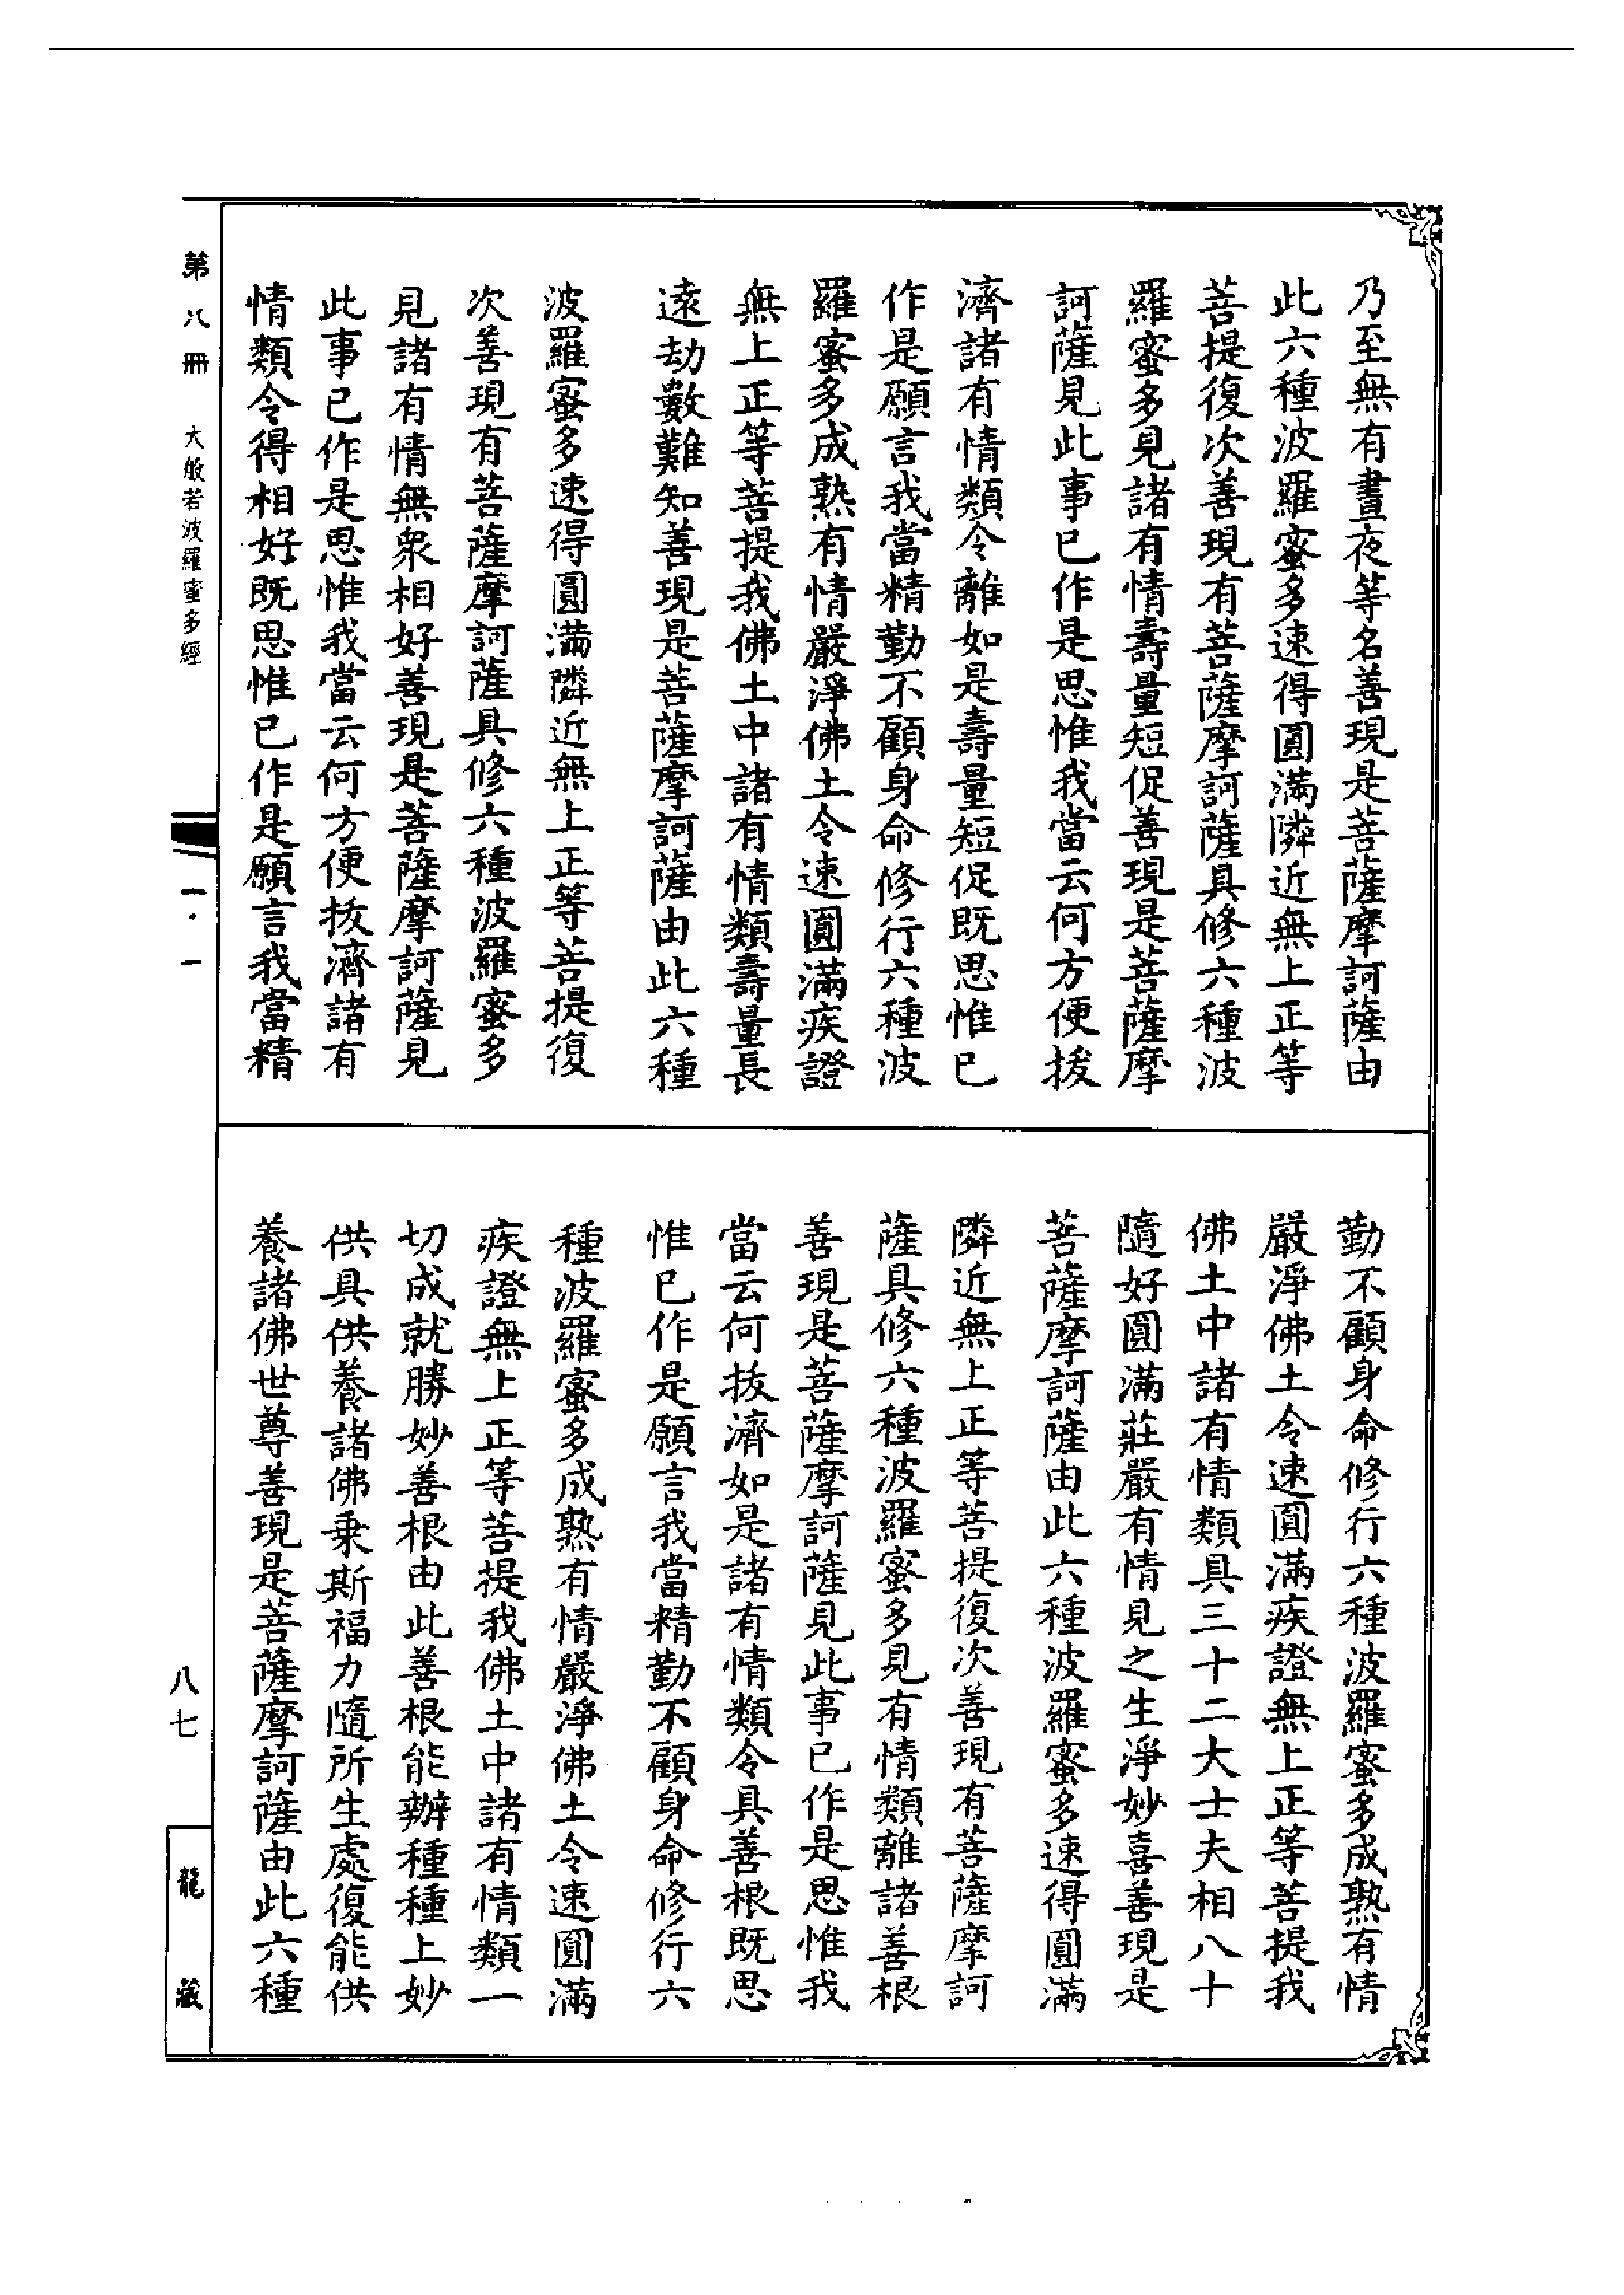 乃至無有晝夜等名善現是菩薩摩訶薩由
此六種波羅蜜多速得圓滿隣近無上正等
菩提復次善現有菩薩摩訶薩具修六種波
羅蜜多見諸有情壽量短促善現是菩薩摩
訶薩見此事已作是思惟我當云何方便拔
濟諸有情類令離如是壽量短促既思惟已
作是願言我當精勤不顧身命修行六種波
羅蜜多成熟有情嚴淨佛土令速圓滿疾證
無上正等菩提我佛土中諸有情類壽量長
遠劫數難知善現是菩薩摩訶薩由此六種
波羅蜜多速得圓滿隣近無上正等菩提復
次善現有菩薩摩訶薩具修六種波羅蜜多
見諸有情無衆相好善現是菩薩摩訶薩見
此事已作是思惟我當云何方便拔濟諸有
情類令得相好既思惟已作是願言我當精
勤不顧身命修行六種波羅蜜多成熟有情
嚴淨佛土令速圓滿疾證無上正等菩提我
佛土中諸有情類具三十二大士夫相八十
隨好圓滿莊嚴有情見之生淨妙喜善現是
菩薩摩訶薩由此六種波羅蜜多速得圓滿
隣近無上正等菩提復次善現有菩薩摩訶
薩具修六種波羅蜜多見有情類離諸善根
善現是菩薩摩訶薩見此事已作是思惟我
當云何拔濟如是諸有情類令具善根既思
惟已作是願言我當精勤不顧身命修行六
種波羅蜜多成熟有情嚴淨佛土令速圓滿
疾證無上正等菩提我佛土中諸有情類一
切成就勝妙善根由此善根能辦種種上妙
供具供養諸佛乘斯福力隨所生處復能供
養諸佛世尊善現是菩薩摩訶薩由此六種
第八冊 大般若波羅蜜多經 一·一
八七
龍藏